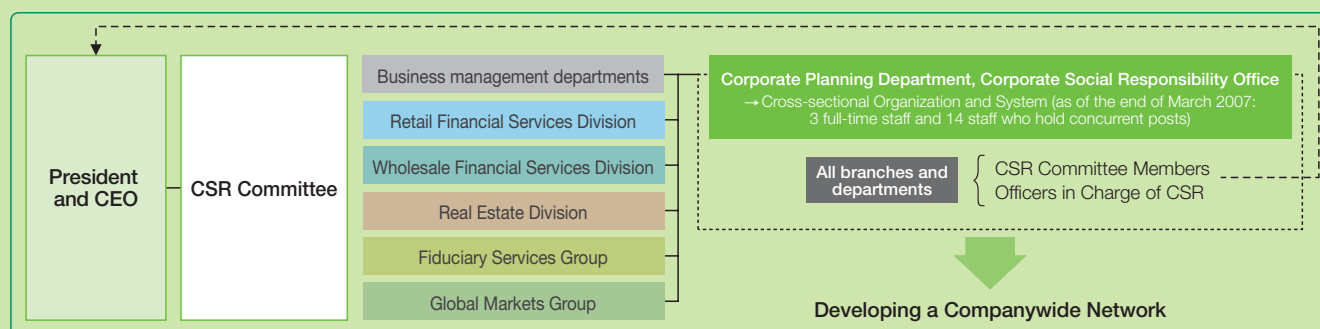 President
and CEO
CSR Committee
Business management departments
Retail Financial Services Division
Wholesale Financial Services Division
Real Estate Division
Fiduciary Services Group
Global Markets Group
Corporate Planning Department, Corporate Social Responsibility Office
→ Cross-sectional Organization and System (as of the end of March 2007:
3 full-time staff and 14 staff who hold concurrent posts)
All branches and
departments
CSR Committee Members
Officers in Charge of CSR
Developing a Companywide Network